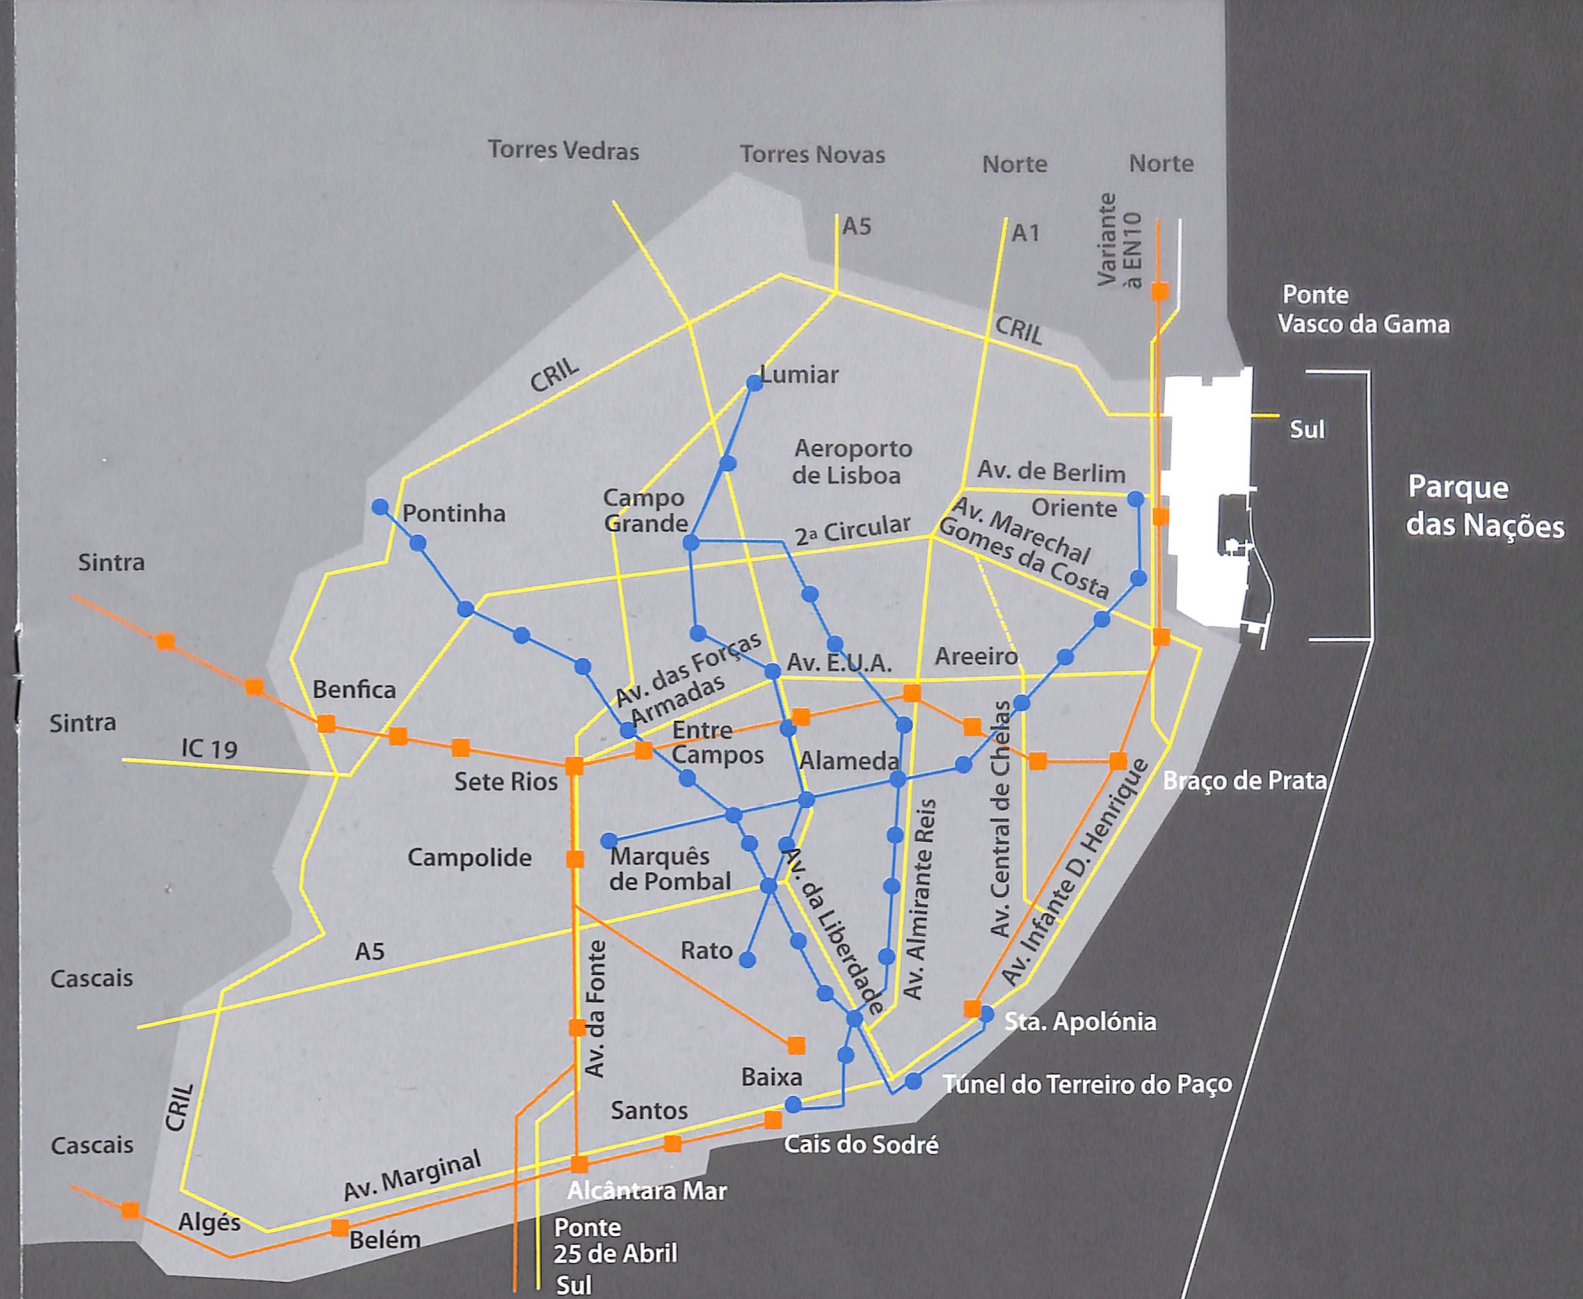 Torres Vedras
Torres Novas
Norte
Norte
A5
A1
Variante
à EN10
Ponte
Vasco da Gama
CRIL
CRIL
Lumiar
Sul
Aeroporto
de Lisboa
Av. de Berlim
Parque
das Nações
Campo
Grande
Oriente
Pontinha
2ª Circular
Av. Marechal
Gomes da Costa
Sintra
Av. das Forças
Armadas
Av. E.U.A.
Areeiro
Benfica
Sintra
IC 19
Entre
Campos
Alameda
Sete Rios
Braço de Prata
Av. Central de Chelas
Av. Infante D. Henrique
Campolide
Marquês
de Pombal
Av. da Liberdade
Av. Almirante Reis
A5
Rato
Cascais
Av. da Fonte
Sta. Apolónia
Baixa
Túnel do Terreiro do Paço
CRIL
Santos
Cascais
Cais do Sodré
Av. Marginal
Alcântara Mar
Algés
Belém
Ponte
25 de Abril
Sul